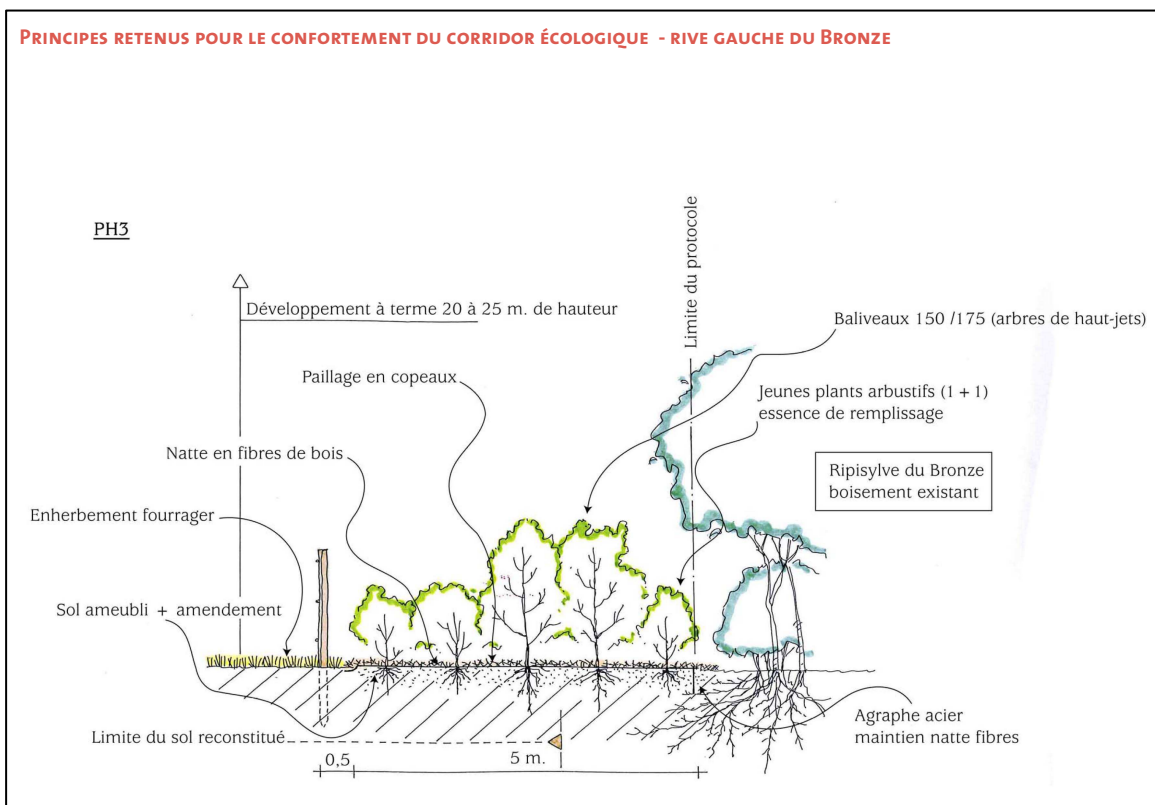 PRINCIPES RETENUS POUR LE CONFORTEMENT DU CORRIDOR ÉCOLOGIQUE - RIVE GAUCHE DU BRONZE
PH3
Limite du protocole
Développement à terme 20 à 25 m. de hauteur
Baliveaux 150 /175 (arbres de haut-jets)
Paillage en copeaux
Jeunes plants arbustifs (1 + 1)
essence de remplissage
Natte en fibres de bois
Ripisylve du Bronze
boisement existant
Enherbement fourrager
Sol ameubli + amendement
Agraphe acier
maintien natte fibres
Limite du sol reconstitué
0,5
5 m.